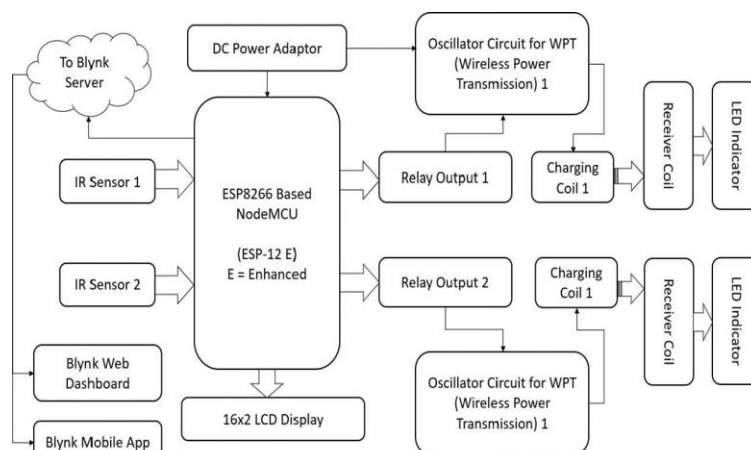 To Blynk
Server
DC Power Adaptor
Oscillator Circuit for WPT
(Wireless Power
Transmission) 1
IR Sensor 1
ESP8266 Based
NodeMCU
(ESP-12 E)
E = Enhanced
Relay Output 1
Charging
Coil 1
Receiver Coil
LED Indicator
IR Sensor 2
Relay Output 2
Charging
Coil 1
Receiver Coil
LED Indicator
Blynk Web
Dashboard
Oscillator Circuit for WPT
(Wireless Power
Transmission) 1
16x2 LCD Display
Blynk Mobile App